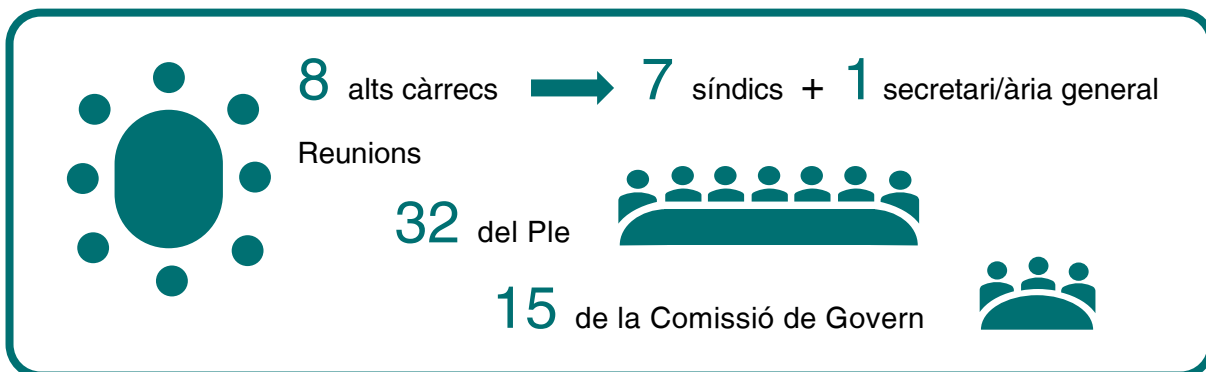 8 alts càrrecs 7 síndics + 1 secretari/ària general
Reunions
32 del Ple
15 de la Comissió de Govern